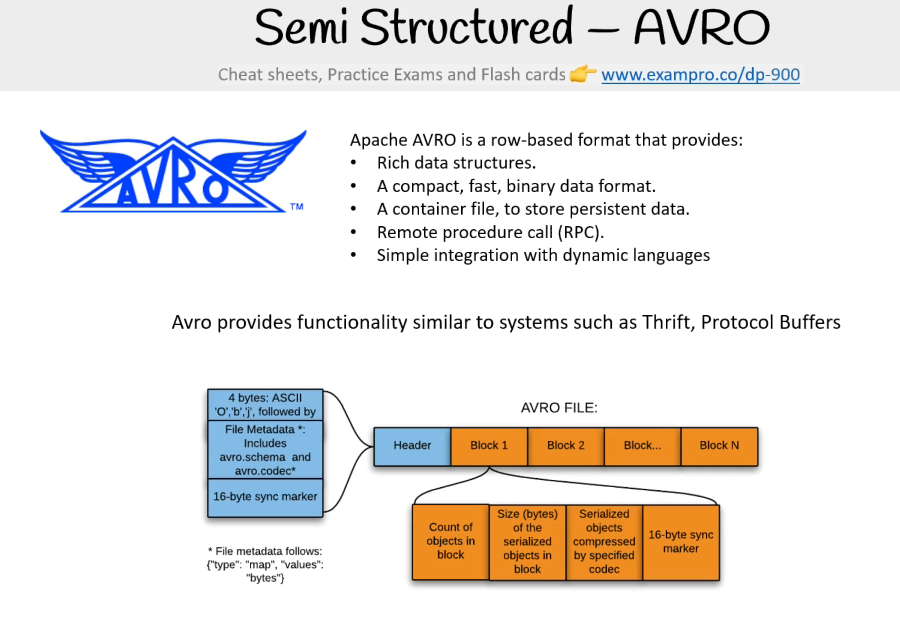 Semi Structured – AVRO
Cheat sheets, Practice Exams and Flash cards 👉 www.exampro.co/dp-900
AVRO
TM
Apache AVRO is a row-based format that provides:
• Rich data structures.
• A compact, fast, binary data format.
• A container file, to store persistent data.
• Remote procedure call (RPC).
• Simple integration with dynamic languages
Avro provides functionality similar to systems such as Thrift, Protocol Buffers
4 bytes: ASCII
'O','b','j', followed by
File Metadata *:
Includes
avro.schema and
avro.codec*
16-byte sync marker
* File metadata follows:
{"type": "map", "values":
"bytes"}
AVRO FILE:
Header
Block 1
Block 2
Block...
Block N
Count of
objects in
block
Size (bytes)
of the
serialized
objects in
block
Serialized
objects
compressed
by specified
codec
16-byte sync
marker